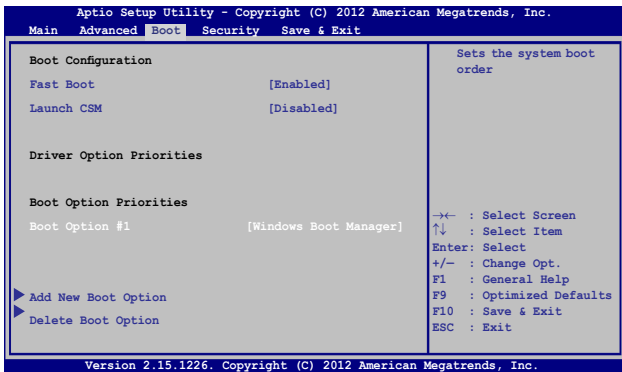 Aptio Setup Utility - Copyright (C) 2012 American Megatrends, Inc.
Main Advanced Boot Security Save & Exit
Boot Configuration
Fast Boot [Enabled]
Launch CSM [Disabled]
Driver Option Priorities
Boot Option Priorities
Boot Option #1 [Windows Boot Manager]
Add New Boot Option
Delete Boot Option
Sets the system boot
order
→← : Select Screen
↑↓ : Select Item
Enter: Select
+/— : Change Opt.
F1 : General Help
F9 : Optimized Defaults
F10 : Save & Exit
ESC : Exit
Version 2.15.1226. Copyright (C) 2012 American Megatrends, Inc.